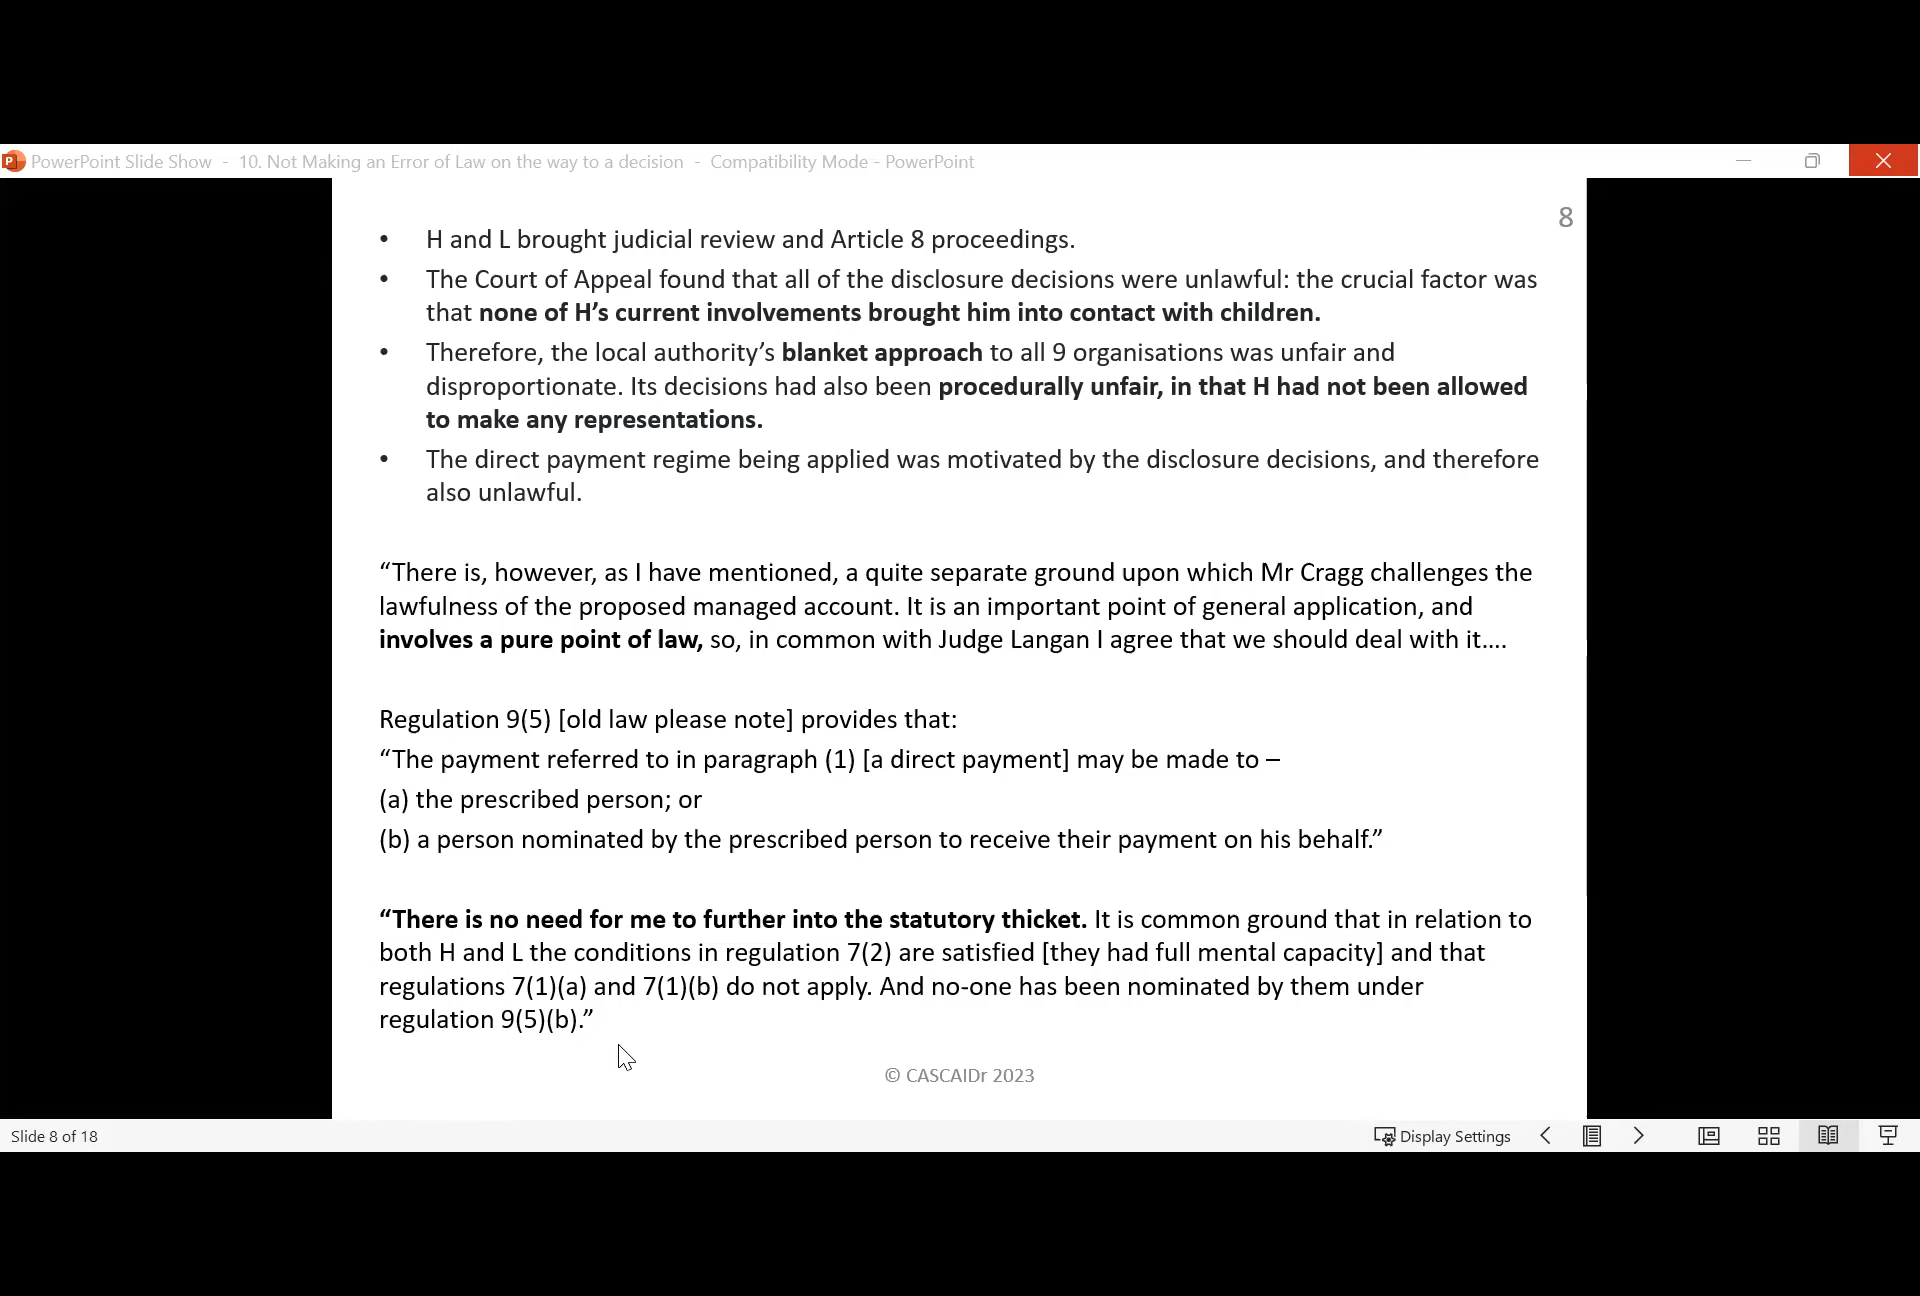 PowerPoint Slide Show - 10. Not Making an Error of Law on the way to a decision - Compatibility Mode - PowerPoint
8
• H and L brought judicial review and Article 8 proceedings.
• The Court of Appeal found that all of the disclosure decisions were unlawful: the crucial factor was
that none of H’s current involvements brought him into contact with children.
• Therefore, the local authority’s blanket approach to all 9 organisations was unfair and
disproportionate. Its decisions had also been procedurally unfair, in that H had not been allowed
to make any representations.
• The direct payment regime being applied was motivated by the disclosure decisions, and therefore
also unlawful.
“There is, however, as I have mentioned, a quite separate ground upon which Mr Cragg challenges the
lawfulness of the proposed managed account. It is an important point of general application, and
involves a pure point of law, so, in common with Judge Langan I agree that we should deal with it....
Regulation 9(5) [old law please note] provides that:
“The payment referred to in paragraph (1) [a direct payment] may be made to –
(a) the prescribed person; or
(b) a person nominated by the prescribed person to receive their payment on his behalf.”
“There is no need for me to further into the statutory thicket. It is common ground that in relation to
both H and L the conditions in regulation 7(2) are satisfied [they had full mental capacity] and that
regulations 7(1)(a) and 7(1)(b) do not apply. And no-one has been nominated by them under
regulation 9(5)(b).”
© CASCAIDr 2023
Slide 8 of 18
Display Settings